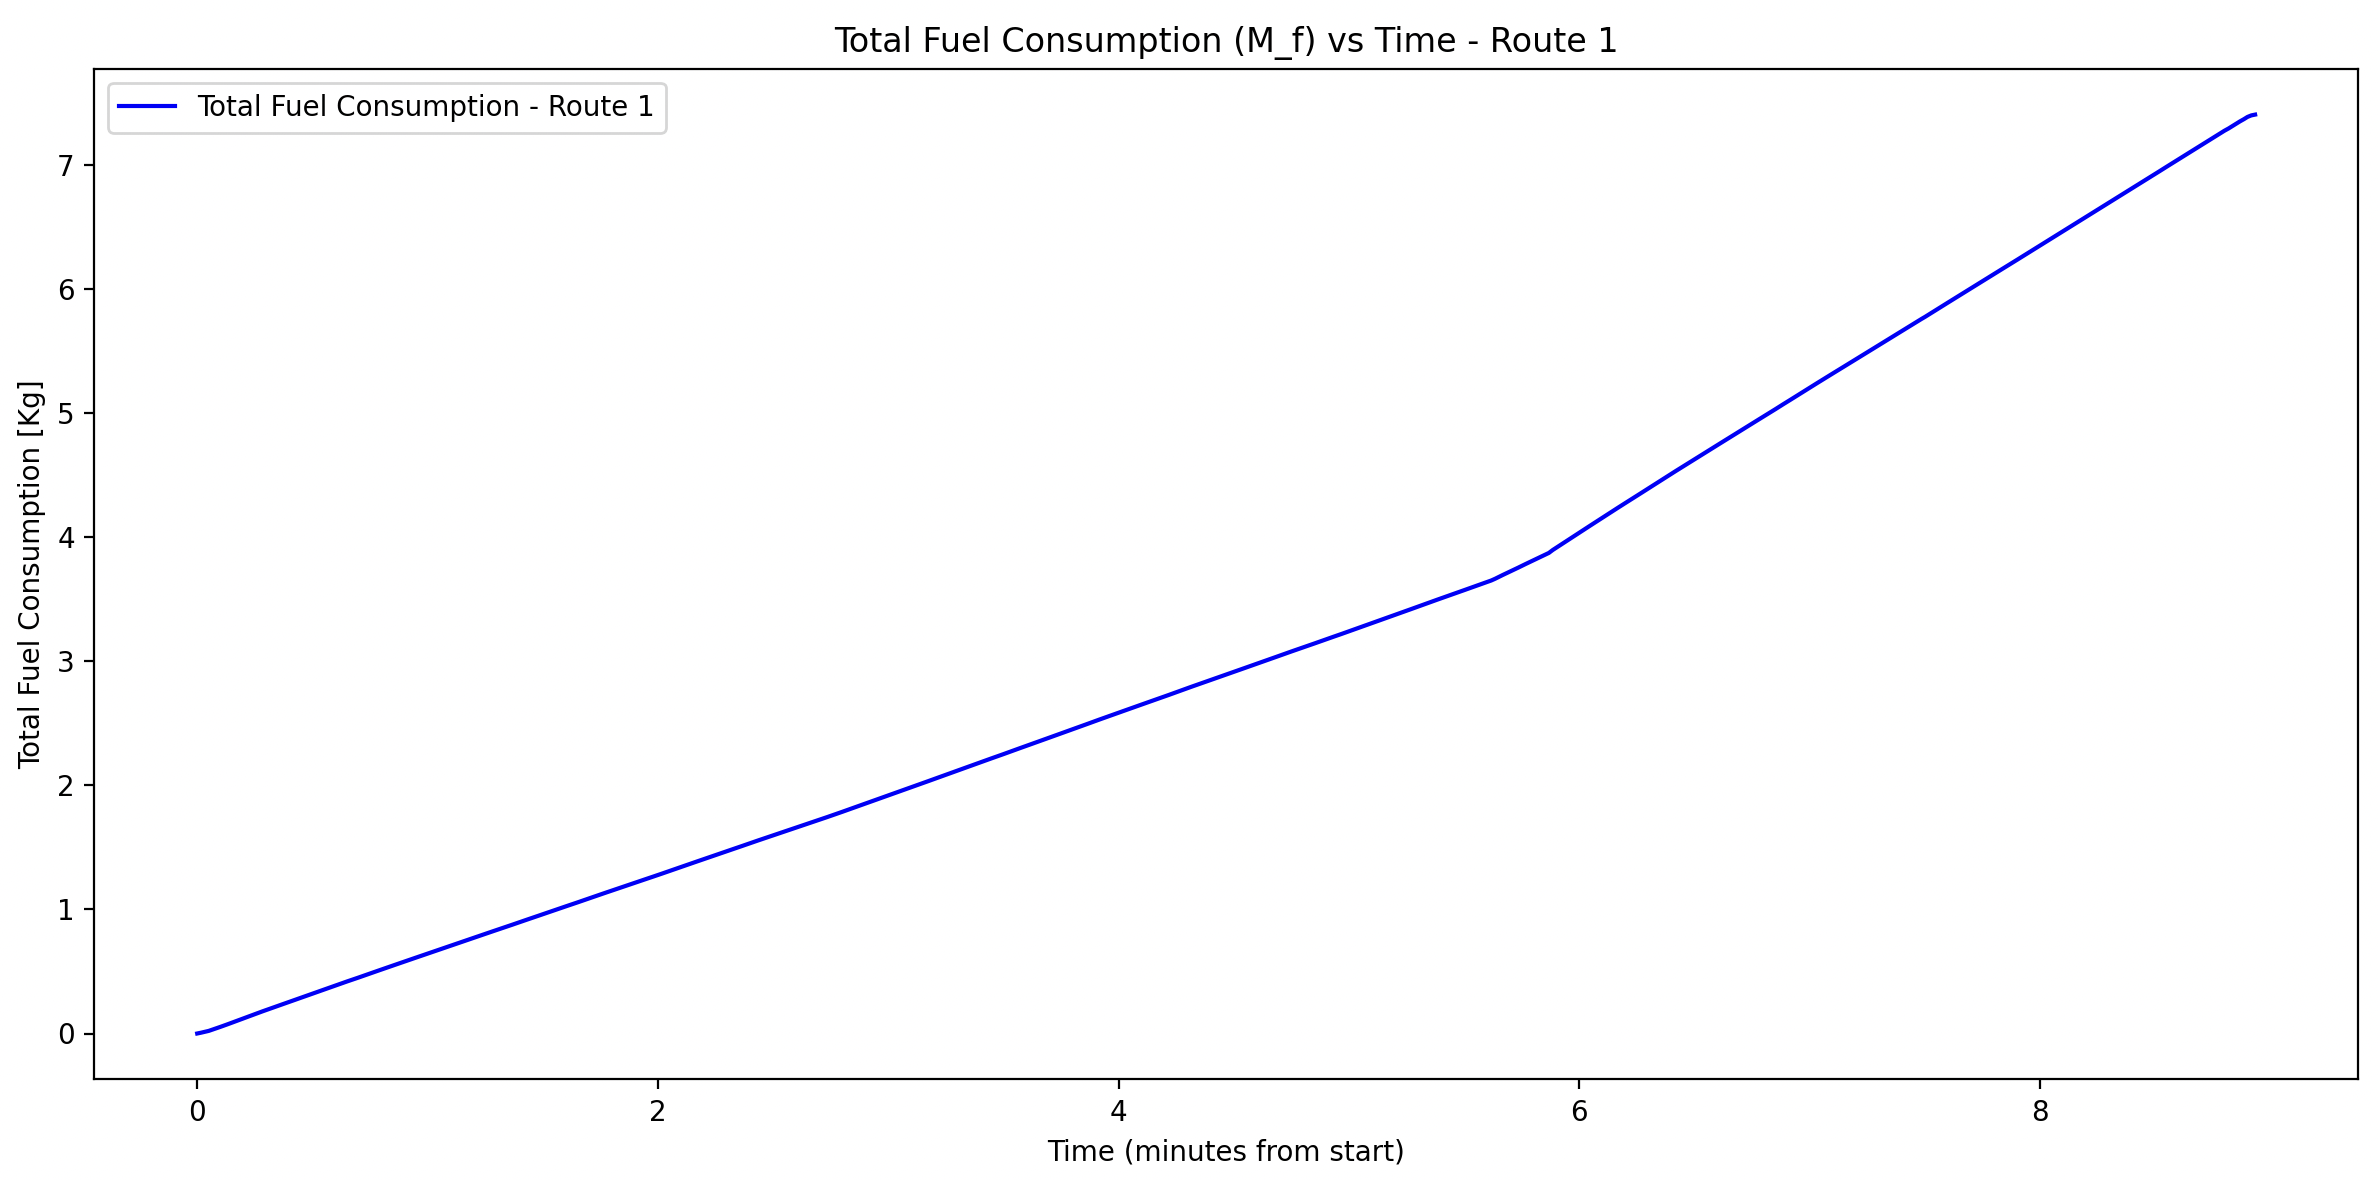 Total Fuel Consumption (M_f) vs Time - Route 1
Total Fuel Consumption - Route 1
Total Fuel Consumption [Kg]
7
6
5
4
3
2
1
0
0 2 4 6 8
Time (minutes from start)